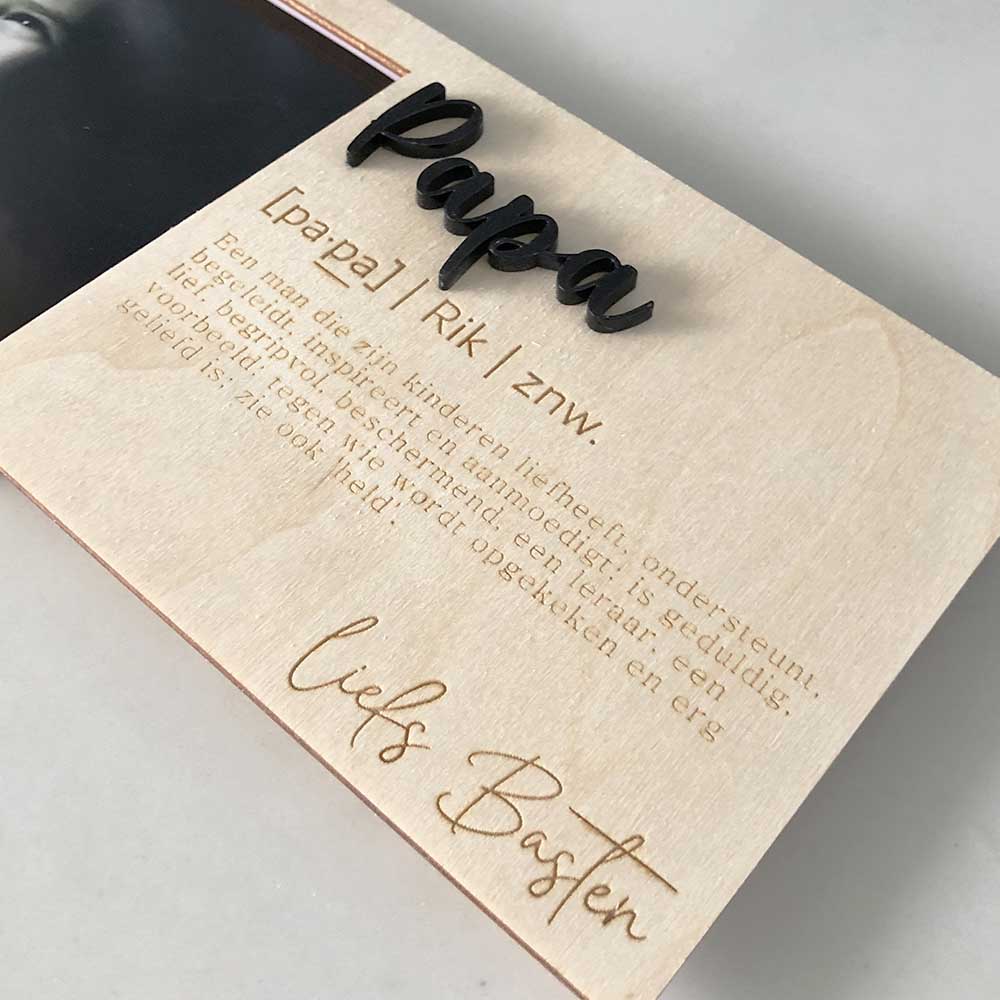 Papa
[pa·pa] | Rik | znw.
Een man die zijn kinderen liefheeft, ondersteunt,
begeleidt, inspireert en aanmoedigt; is geduldig,
lief, begripvol, beschermend, een leraar, een
voorbeeld; tegen wie wordt opgekeken en erg
geliefd is; zie ook 'held'.
liefs Basten